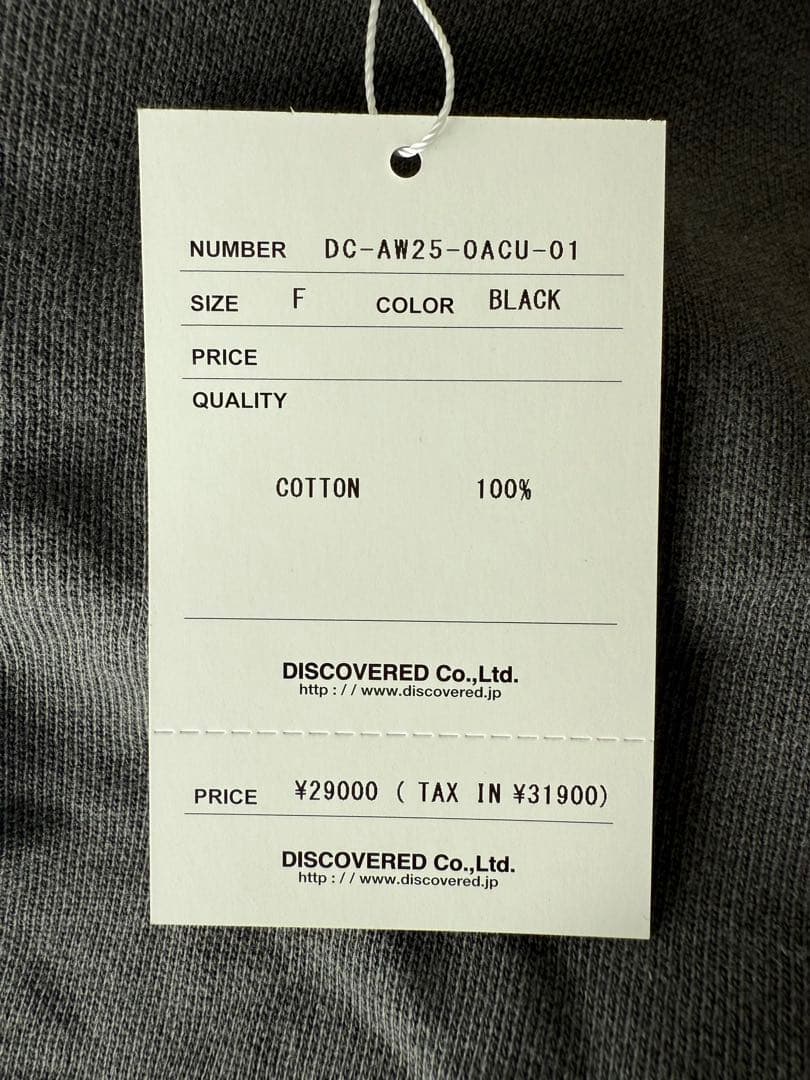 NUMBER DC-AW25-OACU-01
SIZE F COLOR BLACK
PRICE
QUALITY
COTTON 100%
DISCOVERED Co.,Ltd.
http://www.discovered.jp
PRICE ¥29000 ( TAX IN ¥31900)
DISCOVERED Co.,Ltd.
http://www.discovered.jp